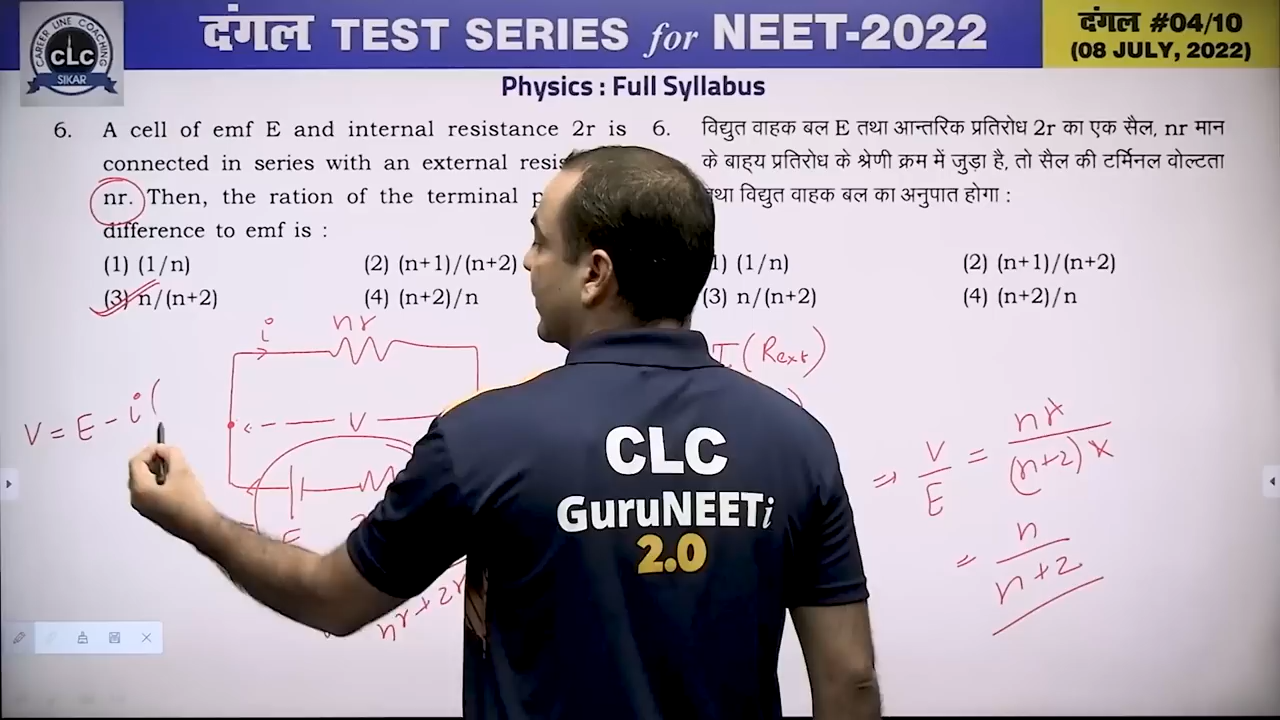 दंगल TEST SERIES for NEET-2022
दंगल #04/10
(08 JULY, 2022)
CAREER LINE COACHING
CLC
SIKAR
Physics : Full Syllabus
6. A cell of emf E and internal resistance 2r is
connected in series with an external
nr. Then, the ration of the terminal
difference to emf is :
(1) (1/n) (2) (n+1)/(n+2)
(3) n/(n+2) (4) (n+2)/n
6. विद्युत वाहक बल E तथा आन्तरिक प्रतिरोध 2r का एक सैल, nr मान
के बाह्य प्रतिरोध के श्रेणी क्रम में जुड़ा है, तो सैल की टर्मिनल वोल्टता
विद्युत वाहक बल का अनुपात होगा :
(1/n) (2) (n+1)/(n+2)
(3) n/(n+2) (4) (n+2)/n
i nr
V = E - i (
V
E
nr + 2r
(Rext)
⇒ V/E = nr/(n+2)r
= n/n+2
CLC
GuruNEETi
2.0